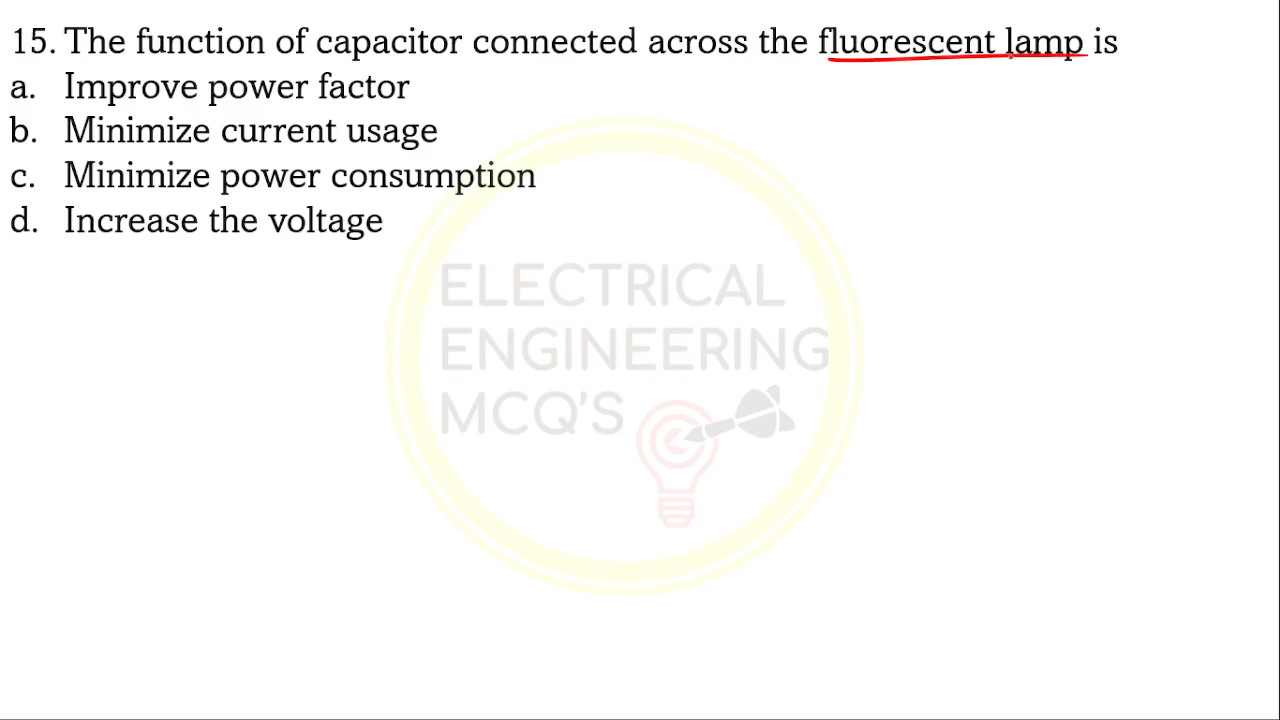 15. The function of capacitor connected across the fluorescent lamp is
a. Improve power factor
b. Minimize current usage
c. Minimize power consumption
d. Increase the voltage
ELECTRICAL
ENGINEERING
MCQ'S